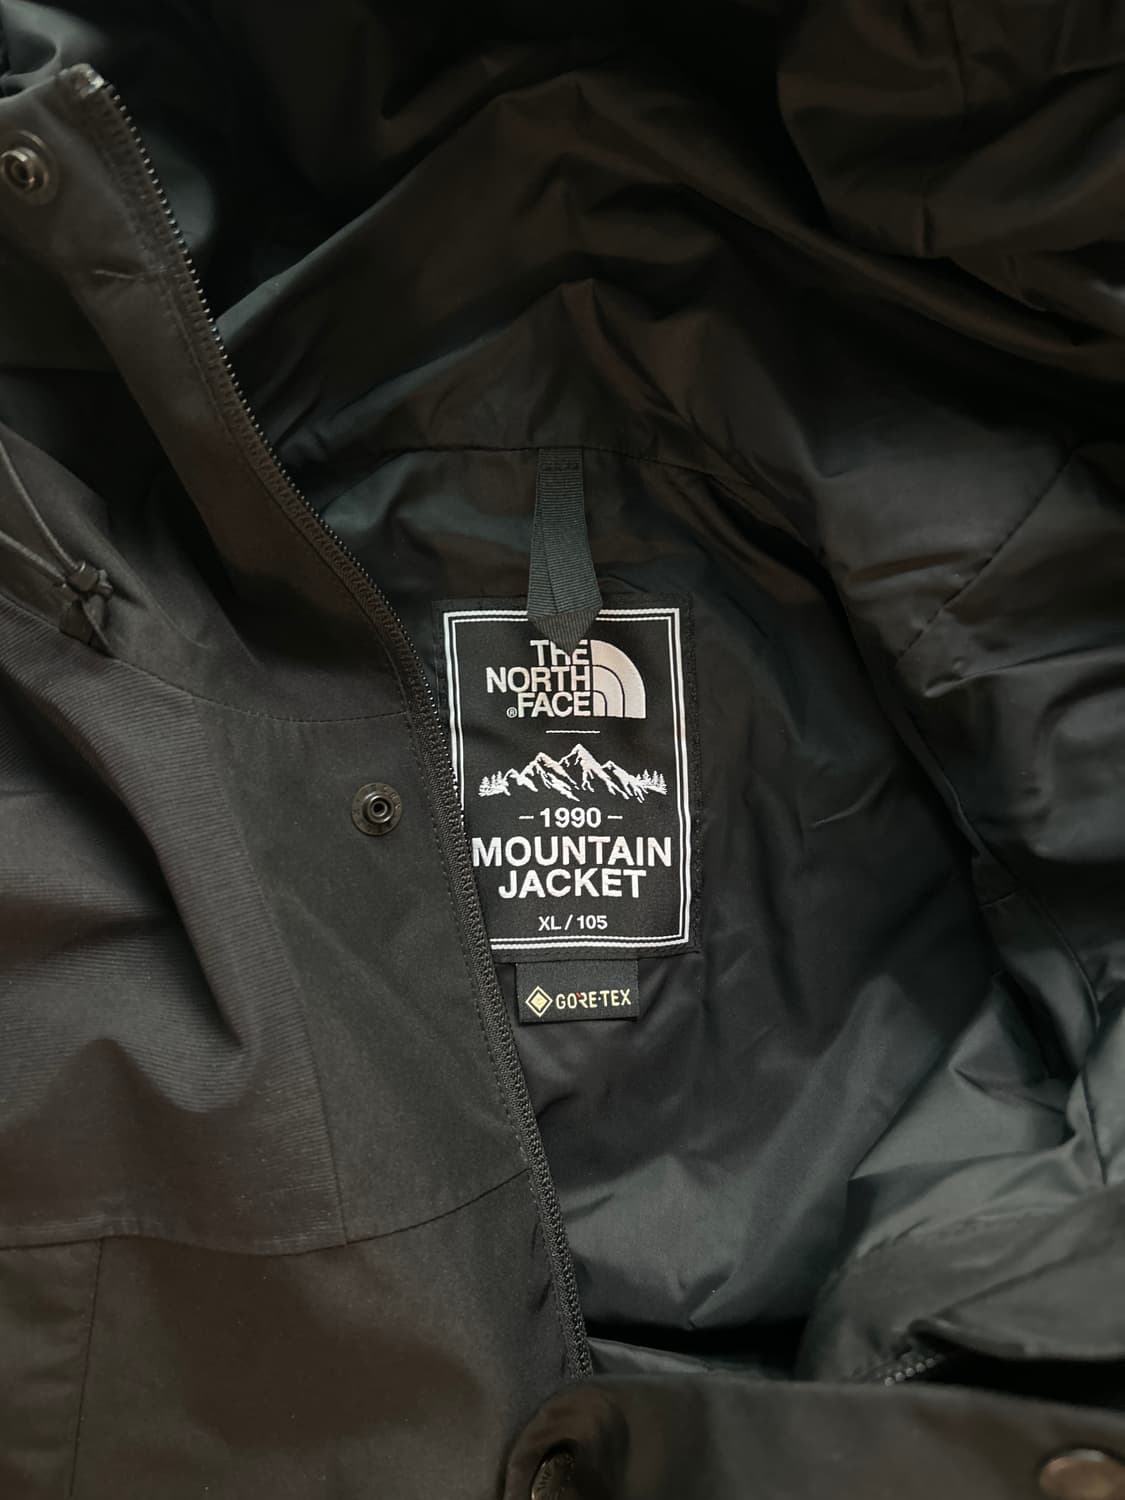 THE
NORTH
® FACE
- 1990 -
MOUNTAIN
JACKET
XL / 105
GORE-TEX